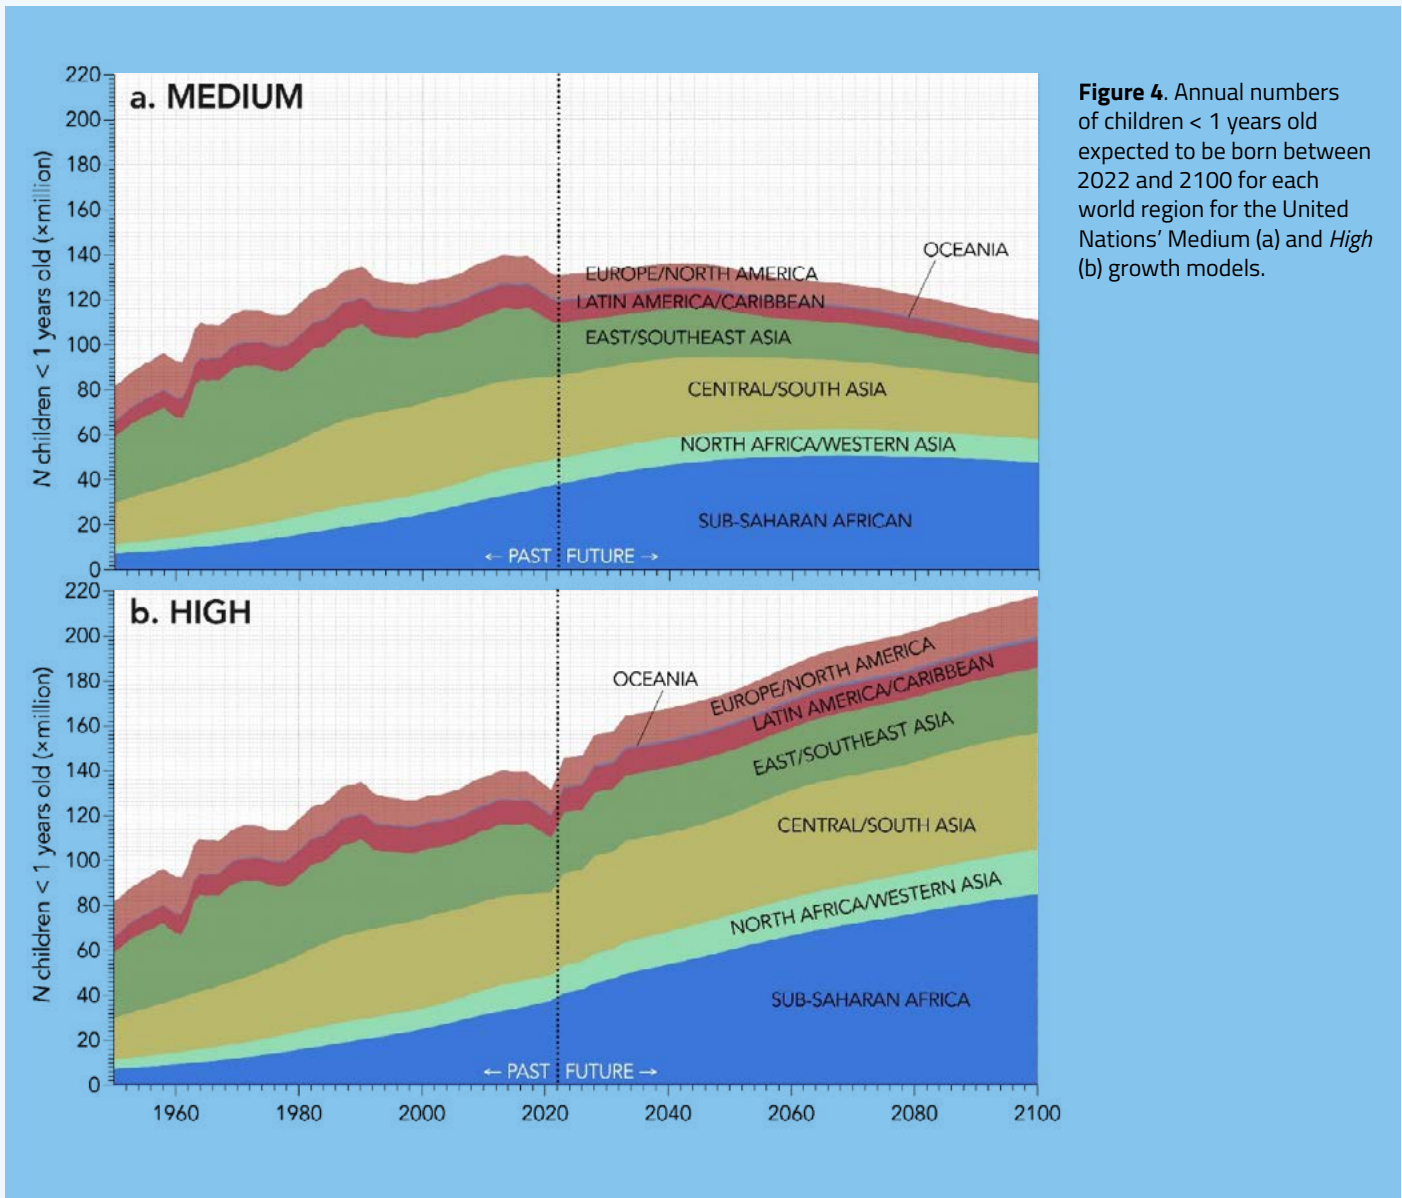 220
200
180
160
140
120
100
80
60
40
20
0
N children < 1 years old (×million)
a. MEDIUM
OCEANIA
EUROPE/NORTH AMERICA
LATIN AMERICA/CARIBBEAN
EAST/SOUTHEAST ASIA
CENTRAL/SOUTH ASIA
NORTH AFRICA/WESTERN ASIA
SUB-SAHARAN AFRICAN
← PAST FUTURE →
220
200
180
160
140
120
100
80
60
40
20
0
N children < 1 years old (×million)
b. HIGH
OCEANIA
EUROPE/NORTH AMERICA
LATIN AMERICA/CARIBBEAN
EAST/SOUTHEAST ASIA
CENTRAL/SOUTH ASIA
NORTH AFRICA/WESTERN ASIA
SUB-SAHARAN AFRICA
← PAST FUTURE →
1960 1980 2000 2020 2040 2060 2080 2100
Figure 4. Annual numbers
of children < 1 years old
expected to be born between
2022 and 2100 for each
world region for the United
Nations’ Medium (a) and High
(b) growth models.